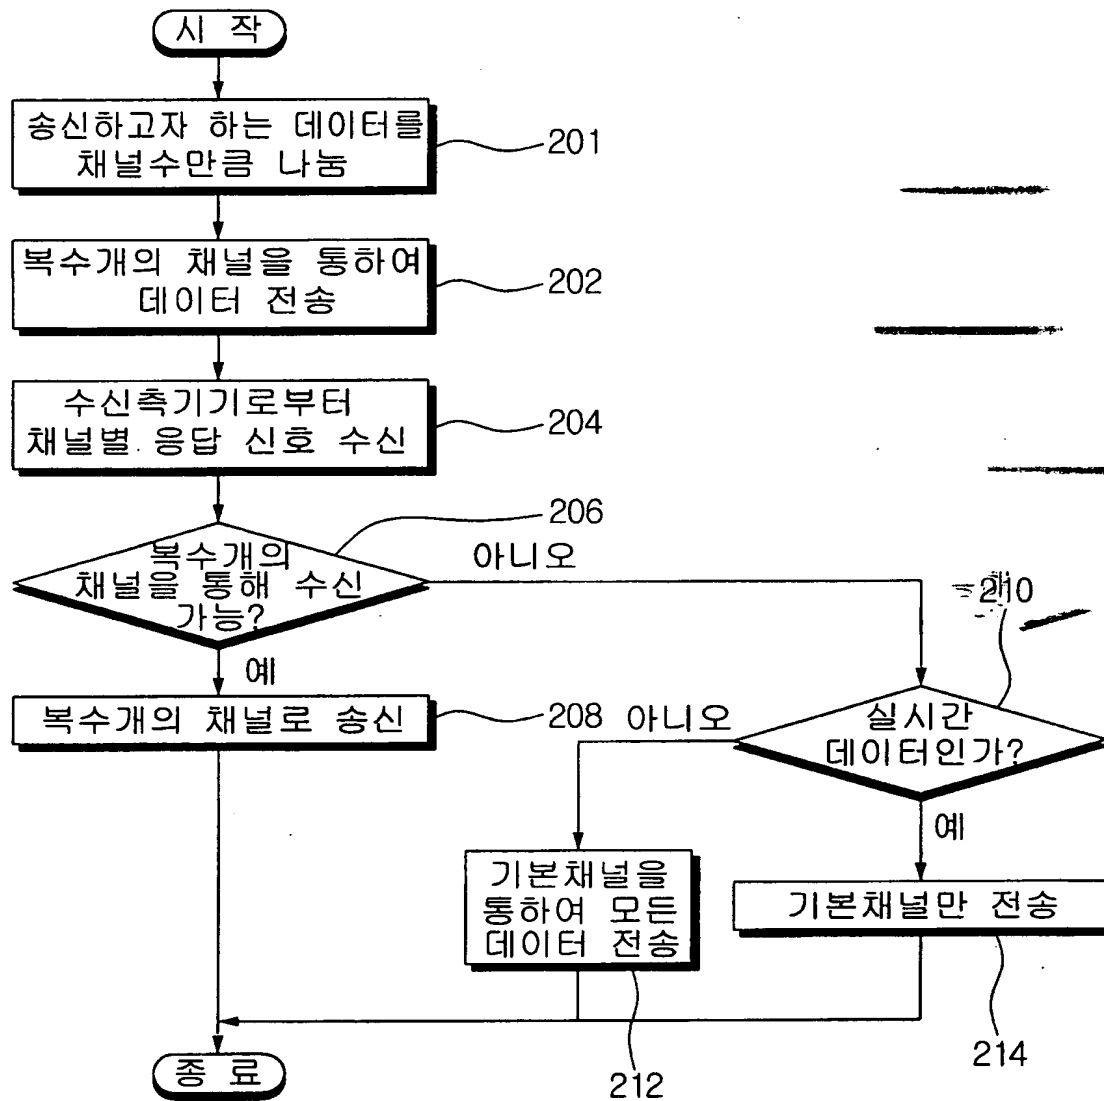 시 작
송신하고자 하는 데이터를
채널수만큼 나눔
201
복수개의 채널을 통하여
데이터 전송
202
수신측기기로부터
채널별 응답 신호 수신
204
206
복수개의
채널을 통해 수신
가능?
아니오
예
210
복수개의 채널로 송신
208
아니오
실시간
데이터인가?
예
기본채널을
통하여 모든
데이터 전송
기본채널만 전송
212
214
종 료